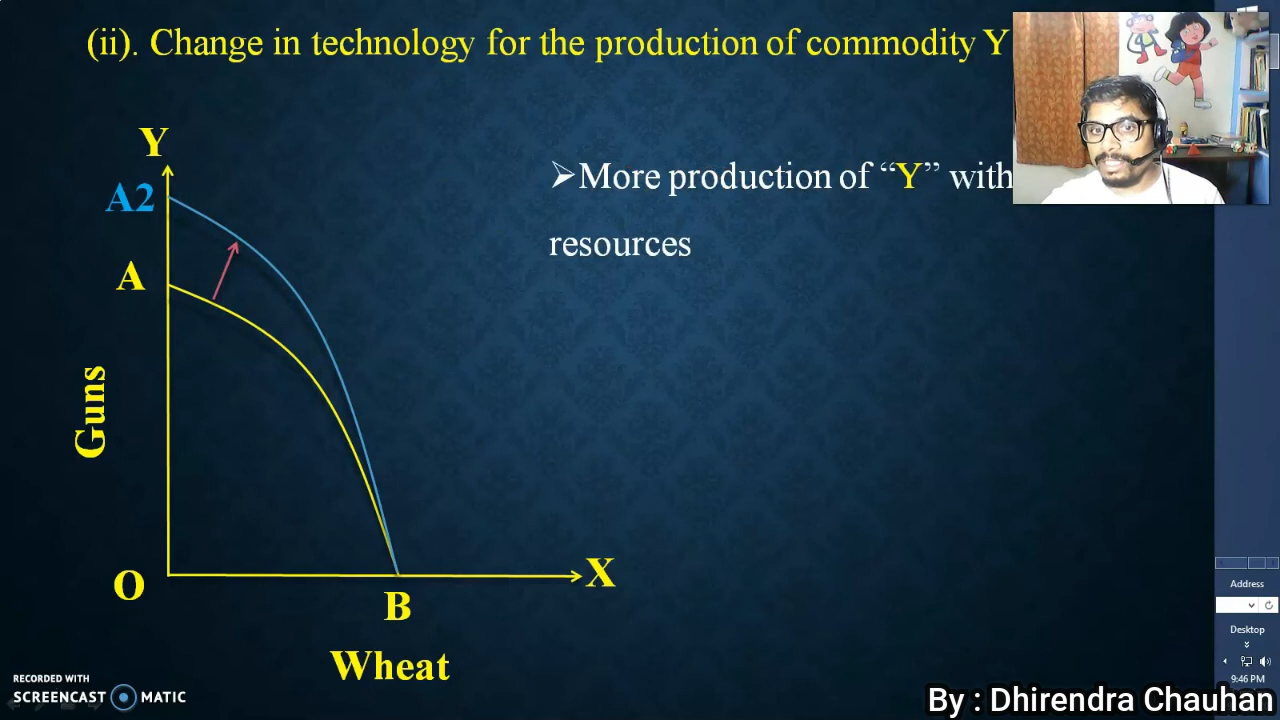 (ii). Change in technology for the production of commodity Y
Y
A2
A
Guns
O
B
X
Wheat
➢More production of “Y” with
resources
Address
Desktop
9:46 PM
RECORDED WITH
SCREENCAST MATIC
By : Dhirendra Chauhan